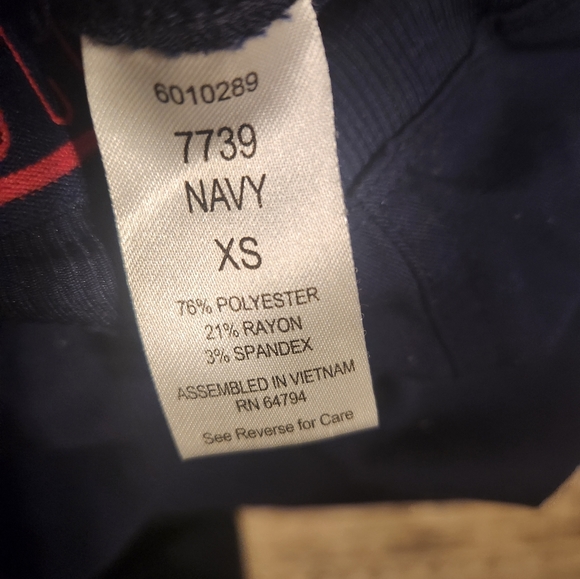 6010289
7739
NAVY
XS
76% POLYESTER
21% RAYON
3% SPANDEX
ASSEMBLED IN VIETNAM
RN 64794
See Reverse for Care